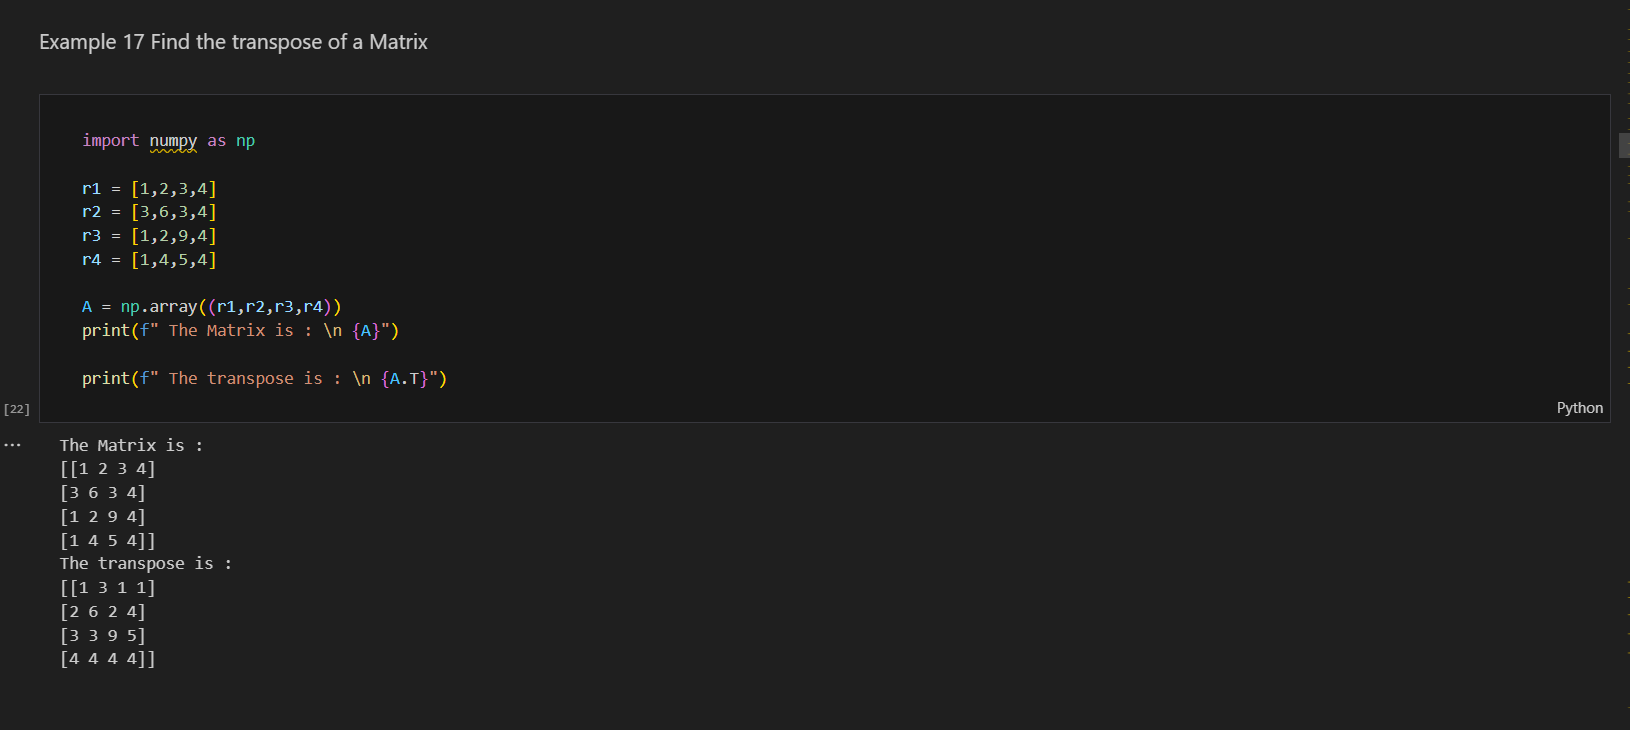 Example 17 Find the transpose of a Matrix
import numpy as np
r1 = [1,2,3,4]
r2 = [3,6,3,4]
r3 = [1,2,9,4]
r4 = [1,4,5,4]
A = np.array((r1,r2,r3,r4))
print(f" The Matrix is : \n {A}")
print(f" The transpose is : \n {A.T}")
[22]
Python
...
The Matrix is :
[[1 2 3 4]
[3 6 3 4]
[1 2 9 4]
[1 4 5 4]]
The transpose is :
[[1 3 1 1]
[2 6 2 4]
[3 3 9 5]
[4 4 4 4]]